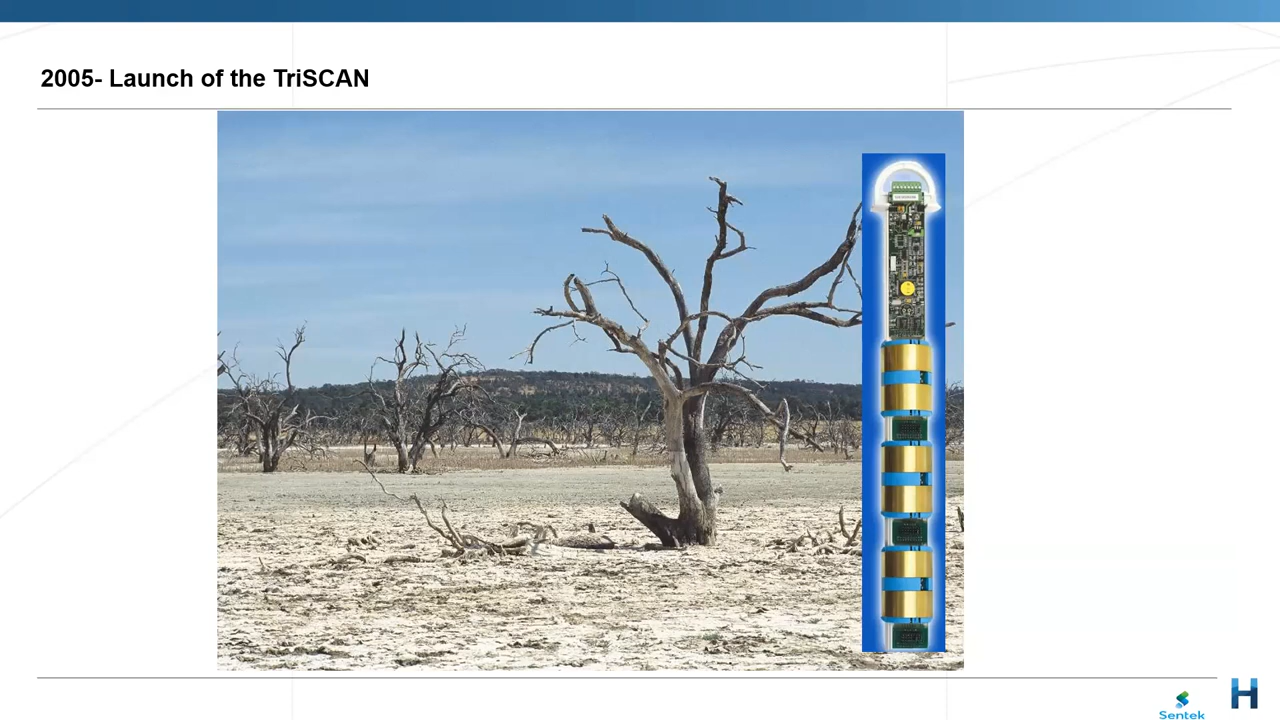 2005- Launch of the TriSCAN
Sentek
H